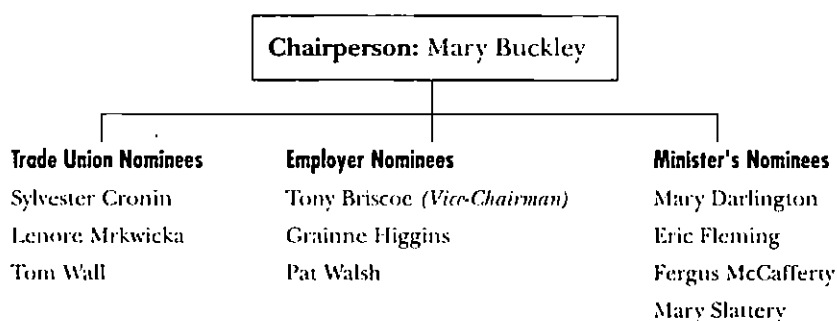 Chairperson: Mary Buckley
Trade Union Nominees
Sylvester Cronin
Lenore Mrkwicka
Tom Wall
Employer Nominees
Tony Briscoe (Vice-Chairman)
Grainne Higgins
Pat Walsh
Minister's Nominees
Mary Darlington
Eric Fleming
Fergus McCafferty
Mary Slattery